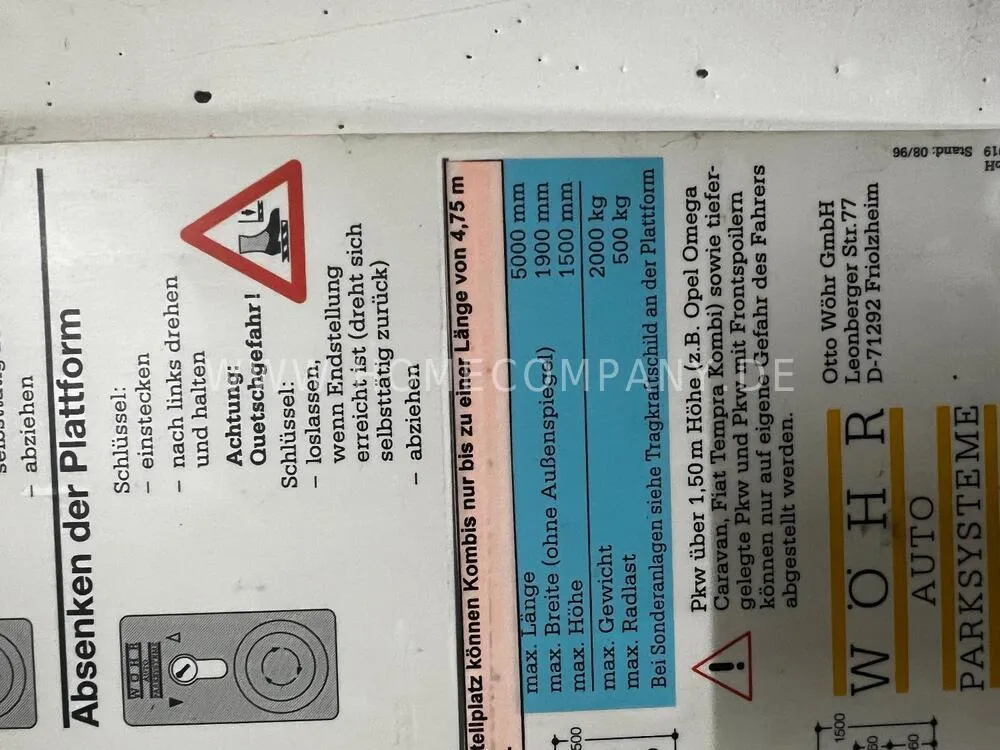 – abziehen
Absenken der Plattform
Schlüssel:
– einstecken
– nach links drehen
und halten
Achtung:
Quetschgefahr!
Schlüssel:
– loslassen,
wenn Endstellung
erreicht ist (dreht sich
selbsttätig zurück)
– abziehen
WÖHR
AUTO
PARKSYSTEME
können Kombis nur bis zu einer Länge von 4,75 m
max. Länge 5000 mm
max. Breite (ohne Außenspiegel) 1900 mm
max. Höhe 1500 mm
max. Gewicht 2000 kg
max. Radlast 500 kg
Bei Sonderanlagen siehe Tragkraftschild an der Plattform
Pkw über 1,50 m Höhe (z.B. Opel Omega
Caravan, Fiat Tempra Kombi) sowie tiefer-
gelegte Pkw und Pkw mit Frontspoilern
können nur auf eigene Gefahr des Fahrers
abgestellt werden.
WÖHR
AUTO
PARKSYSTEME
Otto Wöhr GmbH
Leonberger Str. 77
D-71292 Friolzheim
Stand: 08/96
1500
WWW.HOMECOMPANY.DE